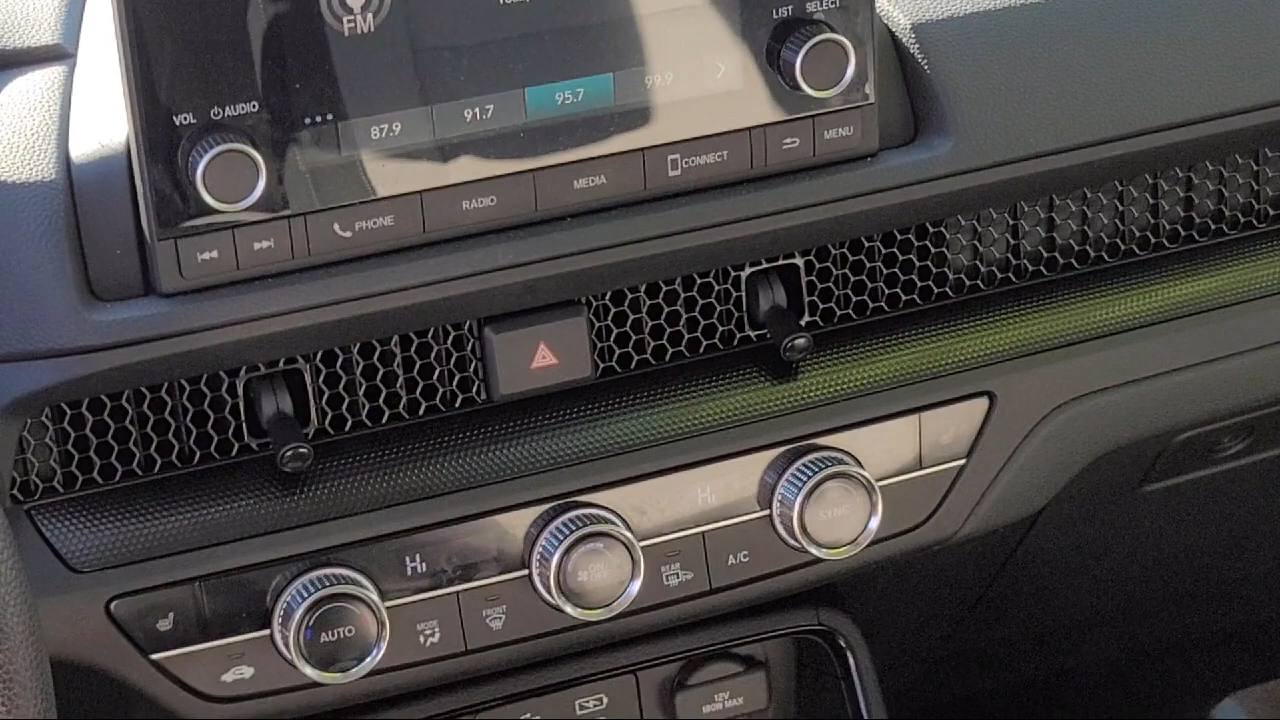 LIST SELECT
FM
VOL AUDIO
87.9 91.7 95.7 99.9
PHONE RADIO MEDIA CONNECT MENU
Hi Hi
AUTO MODE FRONT ON/OFF REAR A/C SYNC
12V
180W MAX